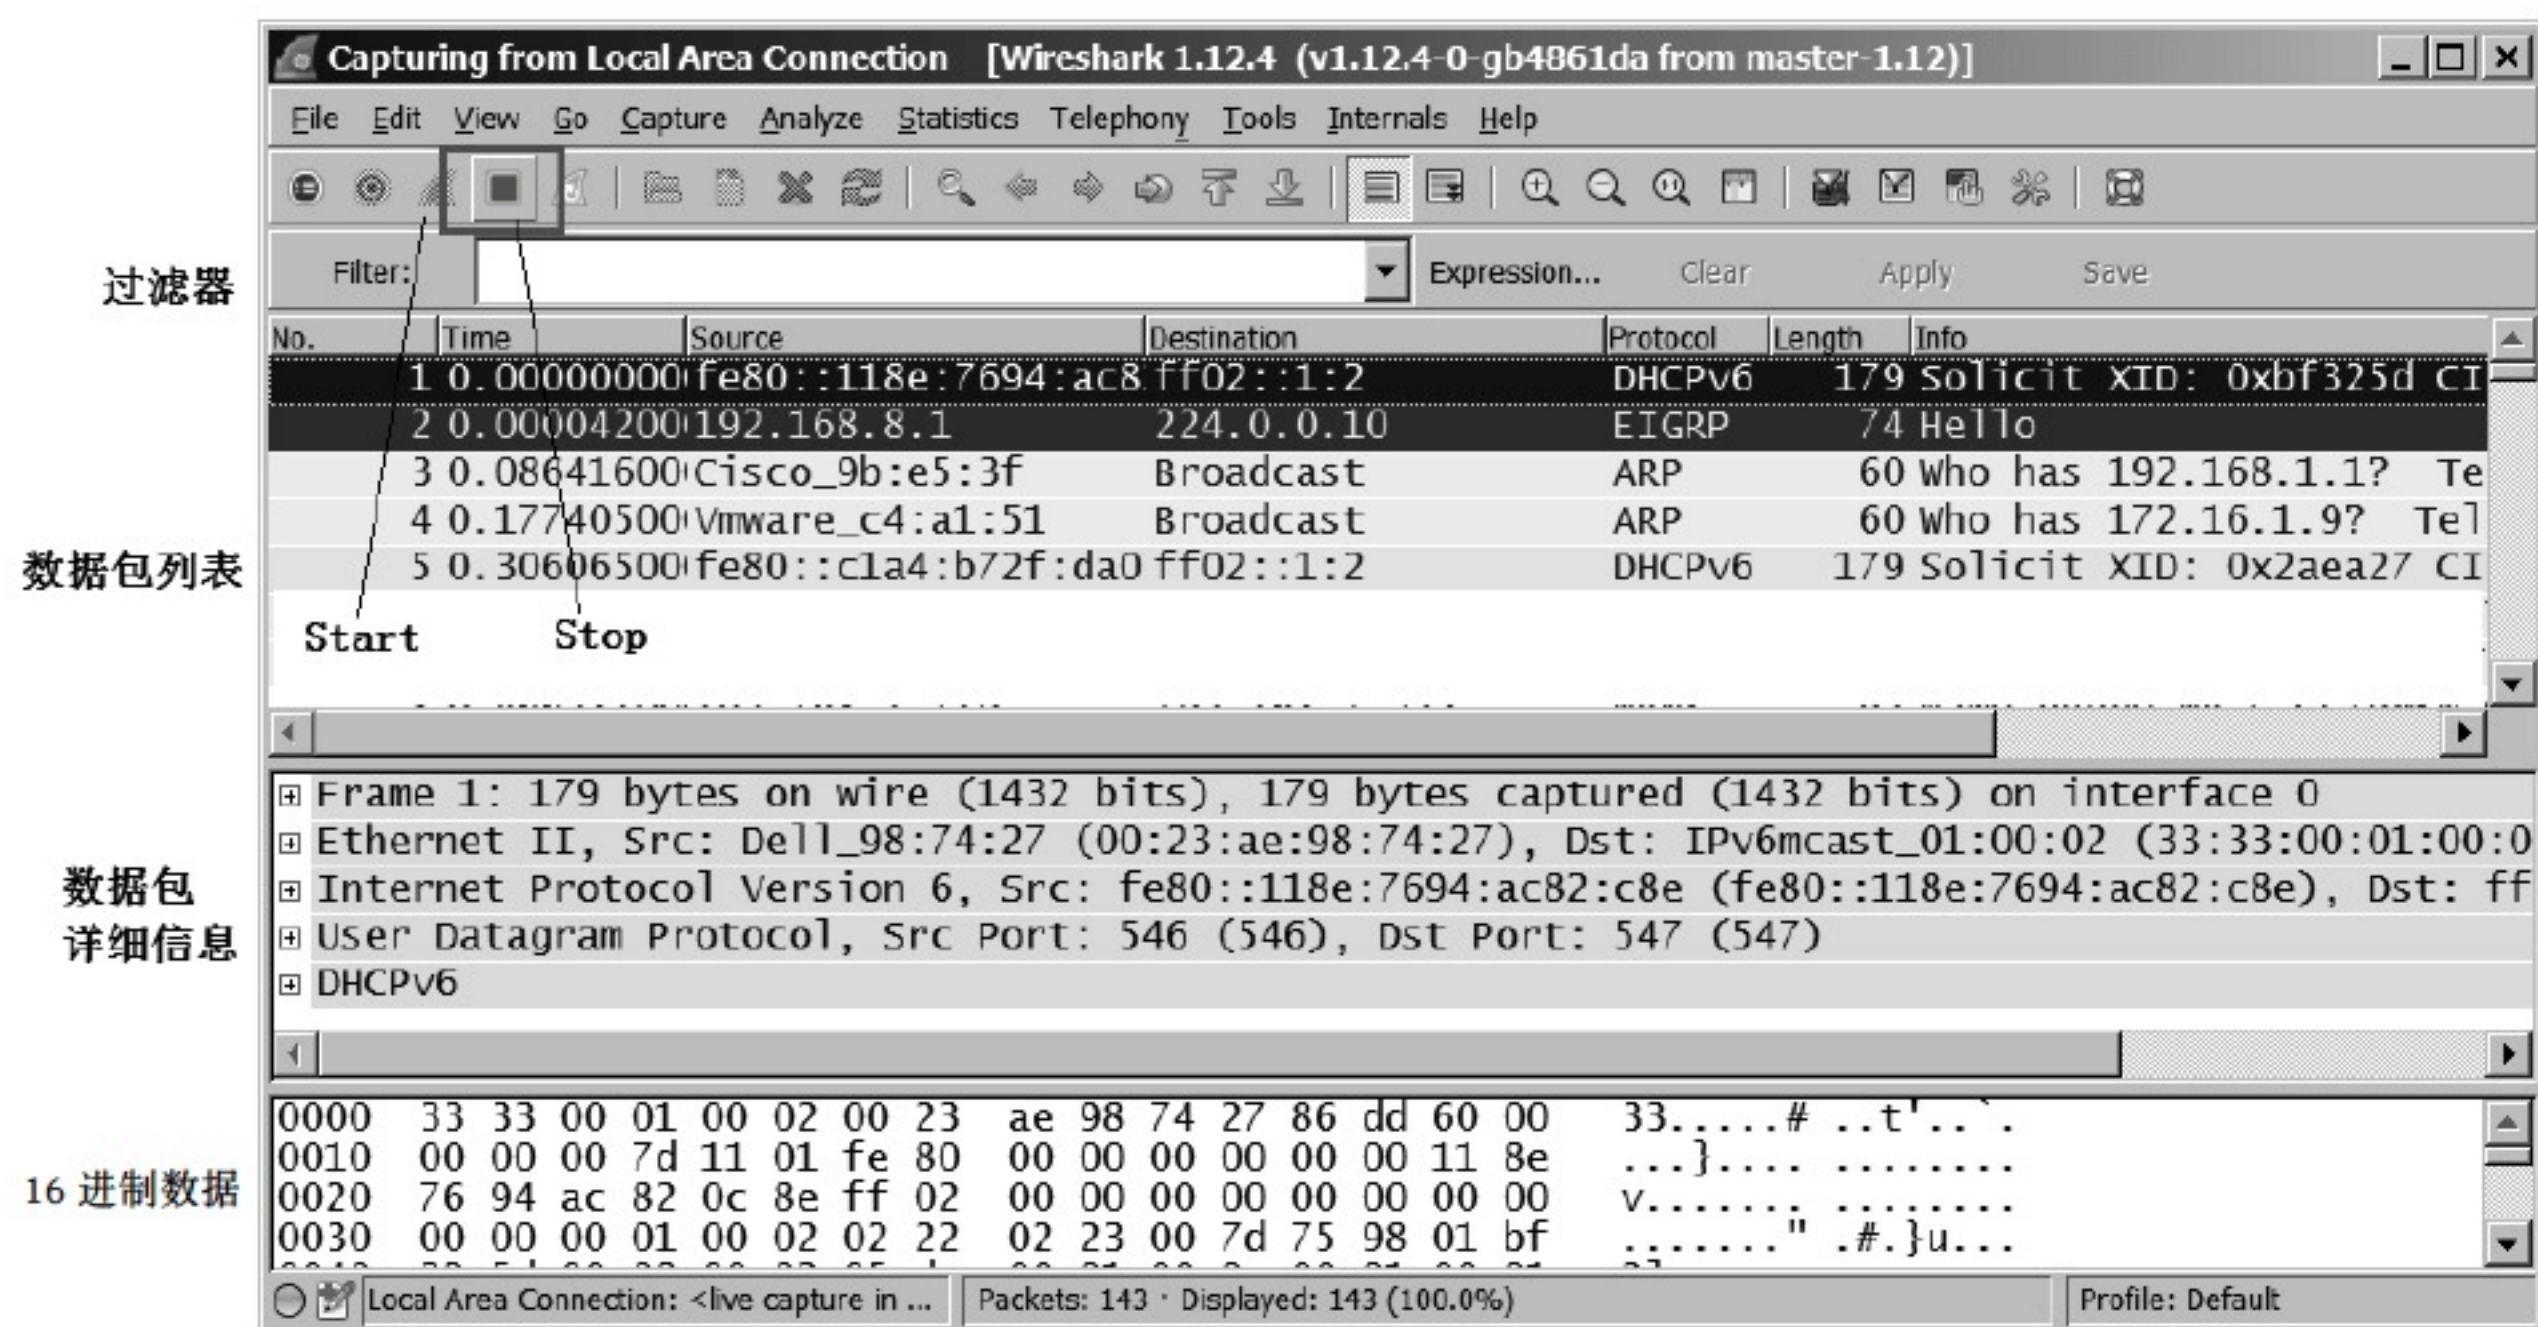 Capturing from Local Area Connection [Wireshark 1.12.4 (v1.12.4-0-gb4861da from master-1.12)]
File Edit View Go Capture Analyze Statistics Telephony Tools Internals Help
过滤器
Filter: Expression... Clear Apply Save
No. Time Source Destination Protocol Length Info
1 0.00000000 fe80::118e:7694:ac8 ff02::1:2 DHCPv6 179 Solicit XID: 0xbf325d CI
2 0.00004200 192.168.8.1 224.0.0.10 EIGRP 74 Hello
3 0.08641600 Cisco_9b:e5:3f Broadcast ARP 60 Who has 192.168.1.1? Te
4 0.17740500 Vmware_c4:a1:51 Broadcast ARP 60 Who has 172.16.1.9? Tel
数据包列表
5 0.30606500 fe80::c1a4:b72f:da0 ff02::1:2 DHCPv6 179 Solicit XID: 0x2aea27 CI
Start Stop
Frame 1: 179 bytes on wire (1432 bits), 179 bytes captured (1432 bits) on interface 0
Ethernet II, Src: Dell_98:74:27 (00:23:ae:98:74:27), Dst: IPv6mcast_01:00:02 (33:33:00:01:00:0
数据包
详细信息
Internet Protocol Version 6, Src: fe80::118e:7694:ac82:c8e (fe80::118e:7694:ac82:c8e), Dst: ff
User Datagram Protocol, Src Port: 546 (546), Dst Port: 547 (547)
DHCPv6
16 进制数据
0000 33 33 00 01 00 02 00 23 ae 98 74 27 86 dd 60 00 33.....# ..t'..`.
0010 00 00 00 7d 11 01 fe 80 00 00 00 00 00 00 11 8e ...}.... ........
0020 76 94 ac 82 0c 8e ff 02 00 00 00 00 00 00 00 00 v....... ........
0030 00 00 00 01 00 02 02 22 02 23 00 7d 75 98 01 bf ......." .#.}u...
Local Area Connection: <live capture in ... Packets: 143 · Displayed: 143 (100.0%) Profile: Default